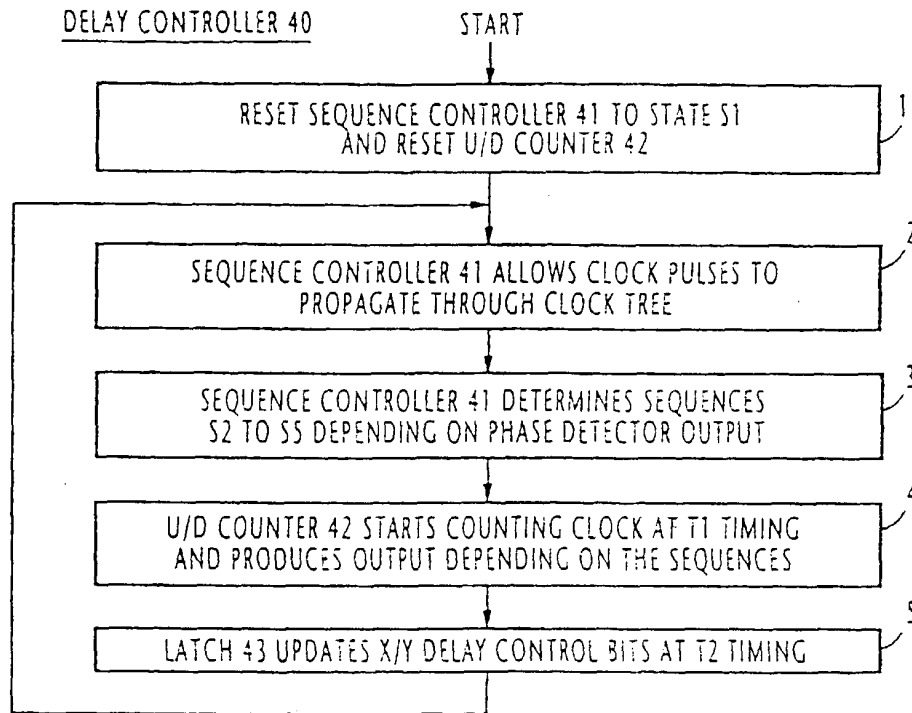 DELAY CONTROLLER 40
START
RESET SEQUENCE CONTROLLER 41 TO STATE S1
AND RESET U/D COUNTER 42
1
SEQUENCE CONTROLLER 41 ALLOWS CLOCK PULSES TO
PROPAGATE THROUGH CLOCK TREE
2
SEQUENCE CONTROLLER 41 DETERMINES SEQUENCES
S2 TO S5 DEPENDING ON PHASE DETECTOR OUTPUT
3
U/D COUNTER 42 STARTS COUNTING CLOCK AT T1 TIMING
AND PRODUCES OUTPUT DEPENDING ON THE SEQUENCES
4
LATCH 43 UPDATES X/Y DELAY CONTROL BITS AT T2 TIMING
5